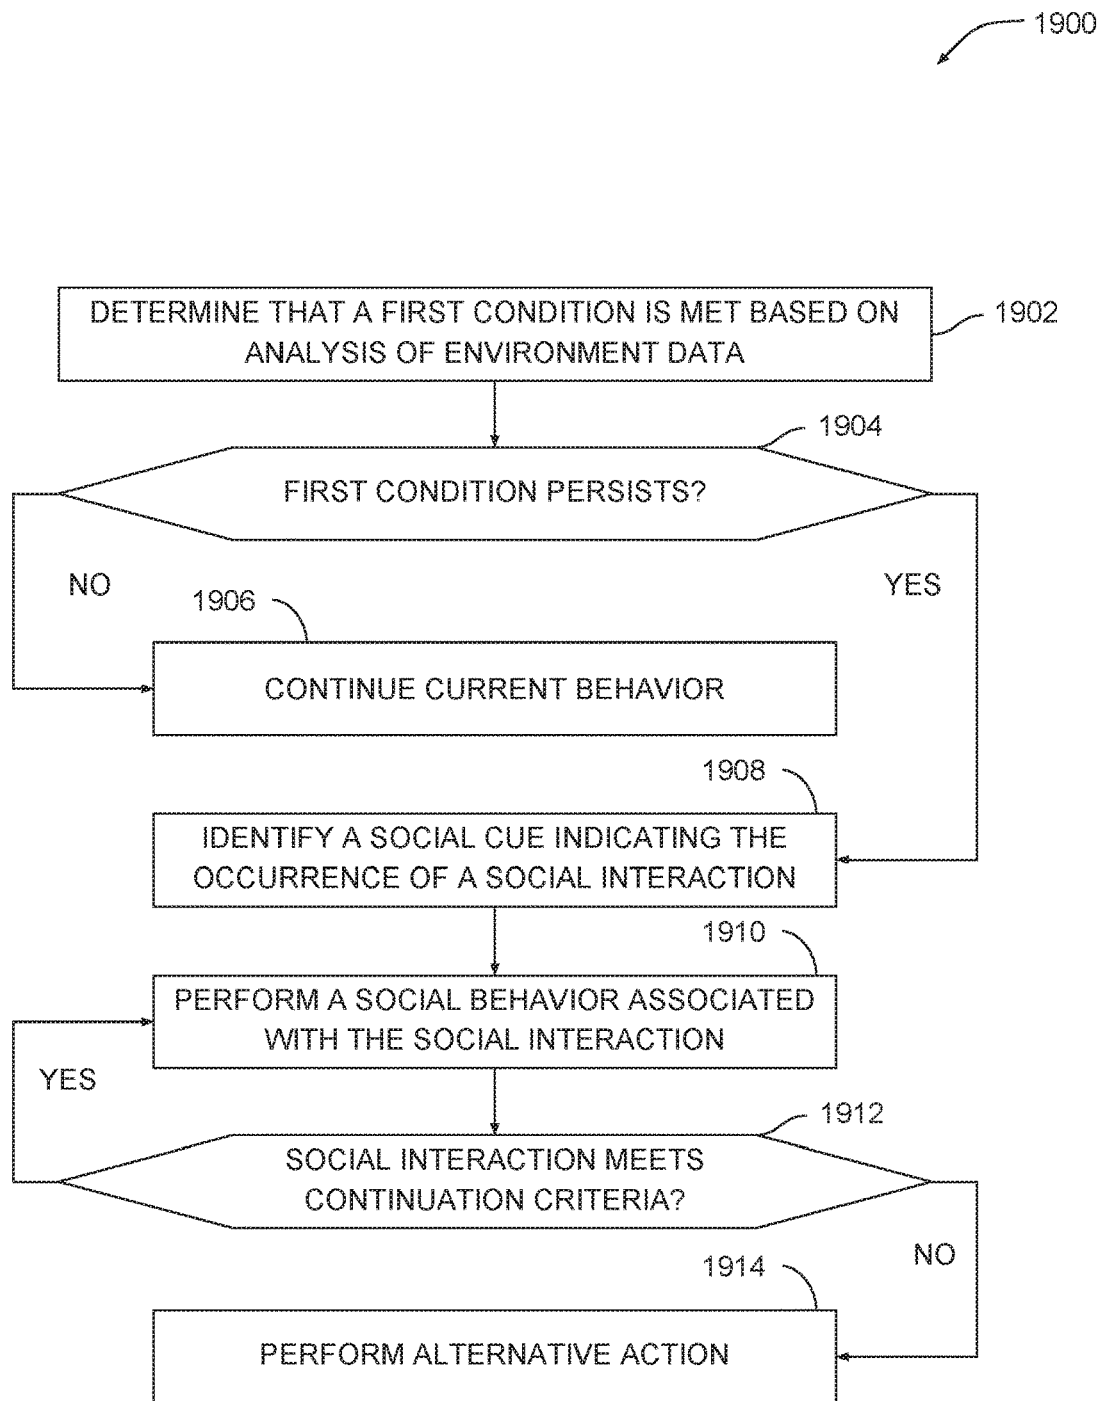 1900
DETERMINE THAT A FIRST CONDITION IS MET BASED ON
ANALYSIS OF ENVIRONMENT DATA
1902
1904
FIRST CONDITION PERSISTS?
NO
YES
1906
CONTINUE CURRENT BEHAVIOR
1908
IDENTIFY A SOCIAL CUE INDICATING THE
OCCURRENCE OF A SOCIAL INTERACTION
1910
PERFORM A SOCIAL BEHAVIOR ASSOCIATED
WITH THE SOCIAL INTERACTION
YES
1912
SOCIAL INTERACTION MEETS
CONTINUATION CRITERIA?
NO
1914
PERFORM ALTERNATIVE ACTION